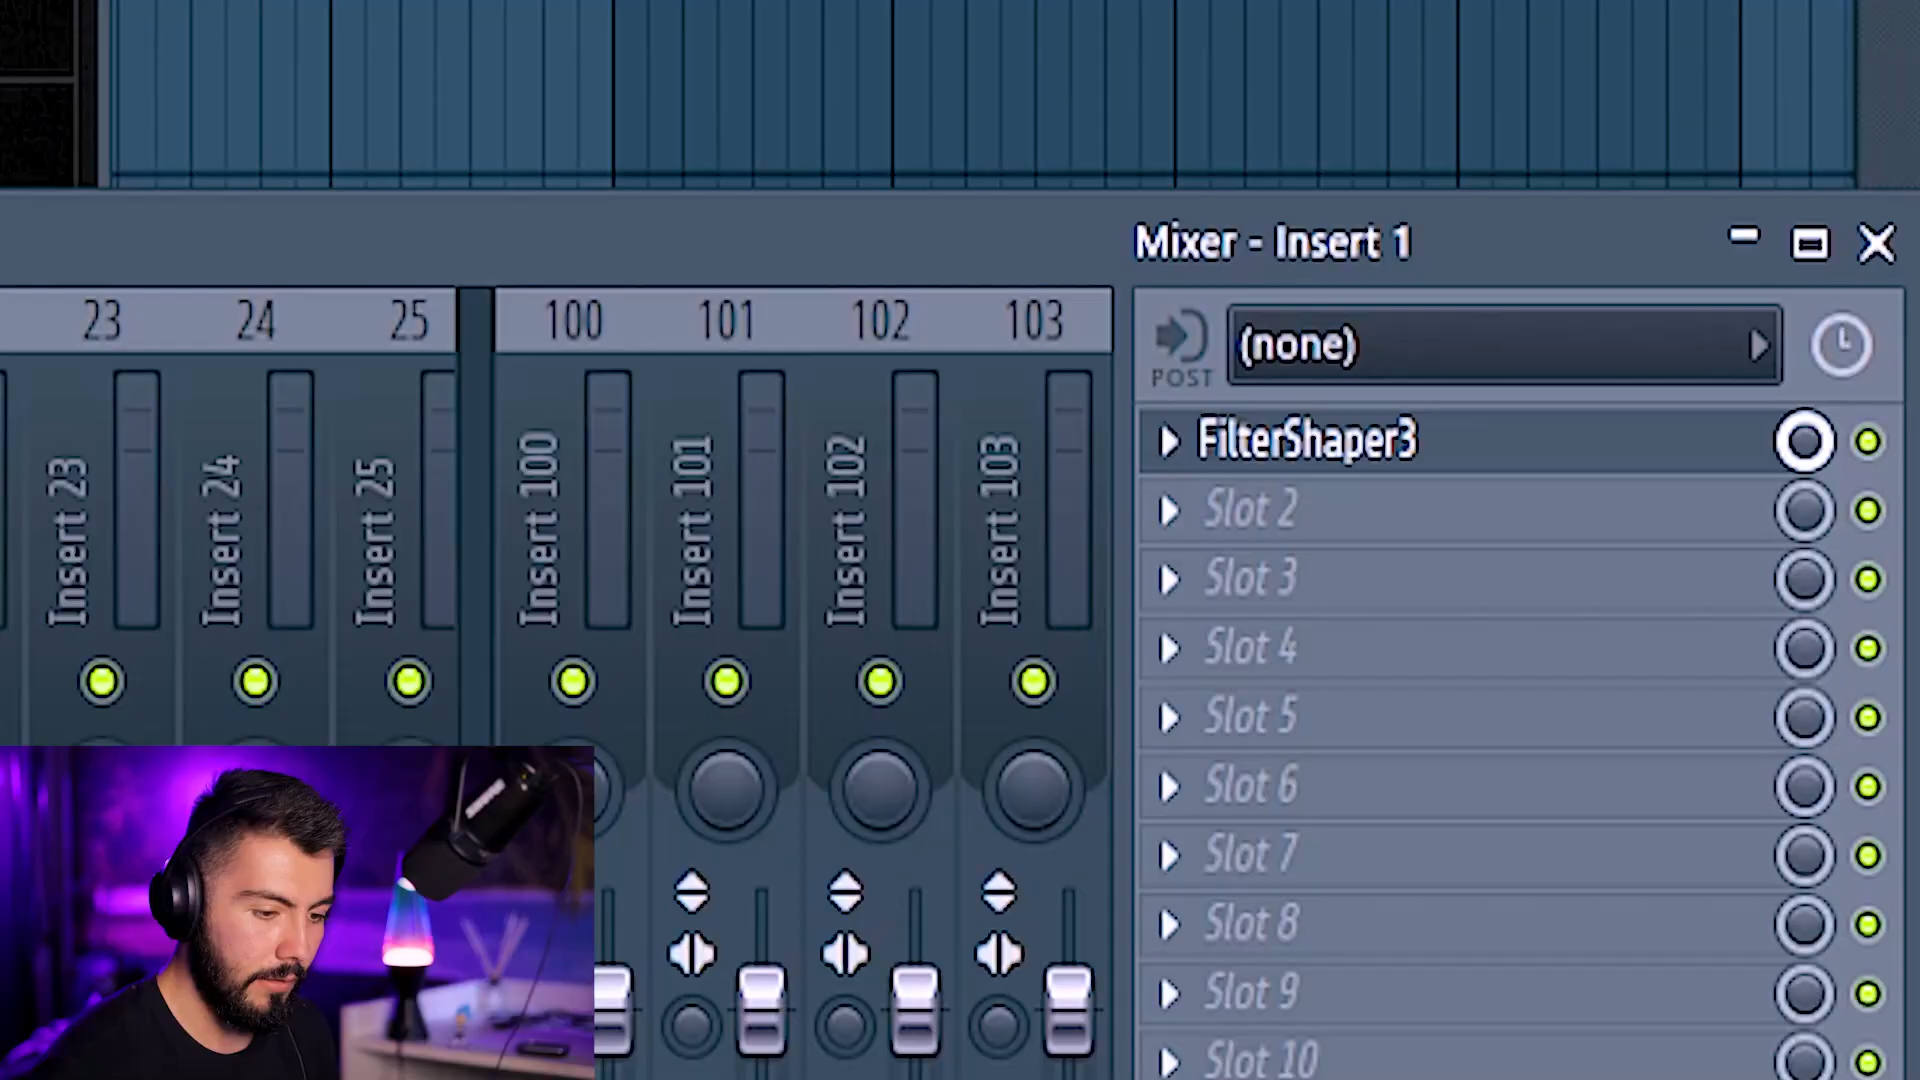 Mixer - Insert 1
23
24
25
100
101
102
103
POST
(none)
FilterShaper3
Slot 2
Slot 3
Slot 4
Slot 5
Slot 6
Slot 7
Slot 8
Slot 9
Slot 10
Insert 23
Insert 24
Insert 25
Insert 100
Insert 101
Insert 102
Insert 103